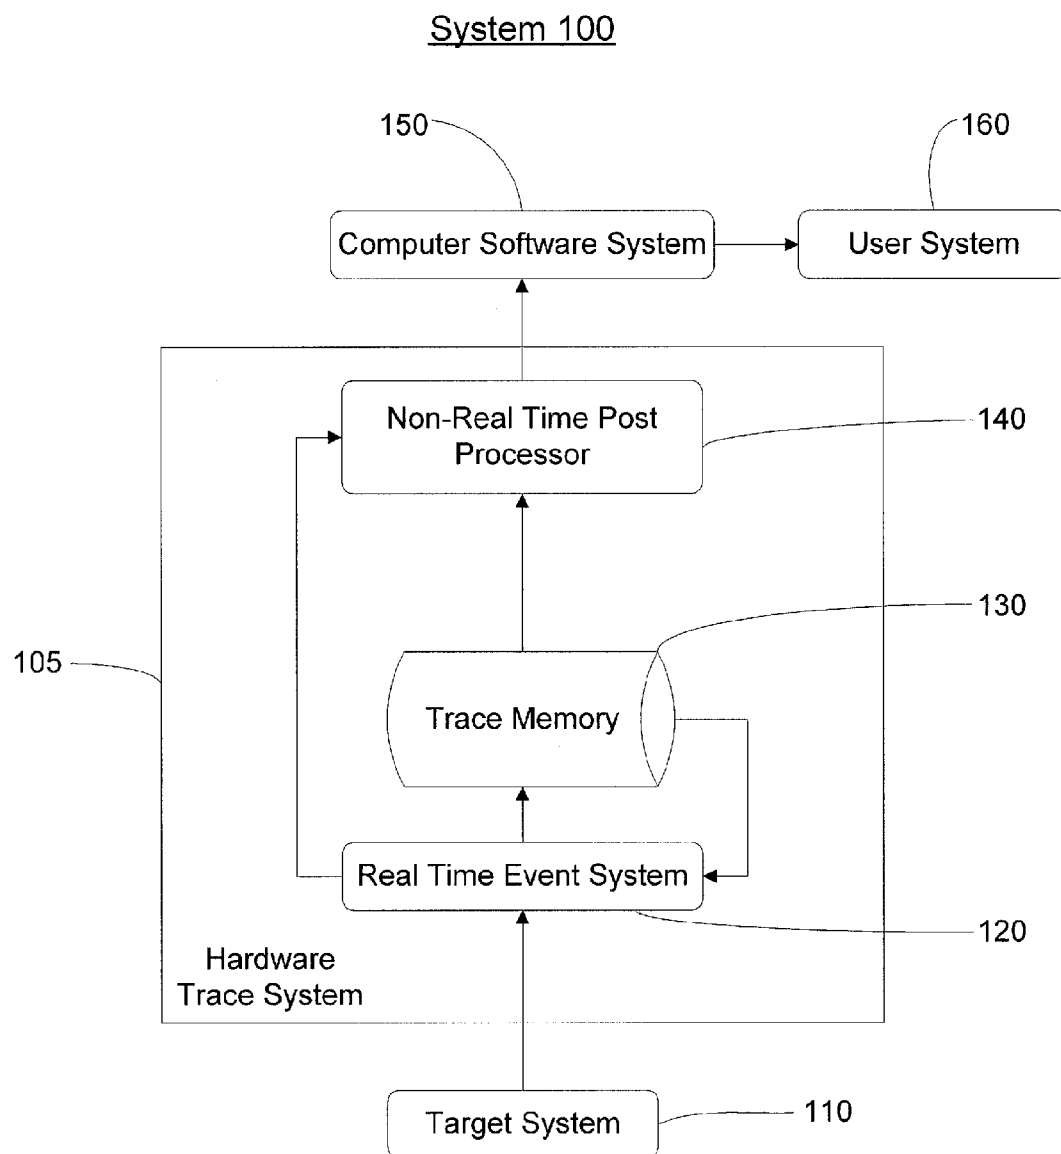 System 100
150
160
Computer Software System
User System
Non-Real Time Post
Processor
140
130
105
Trace Memory
Real Time Event System
120
Hardware
Trace System
Target System
110